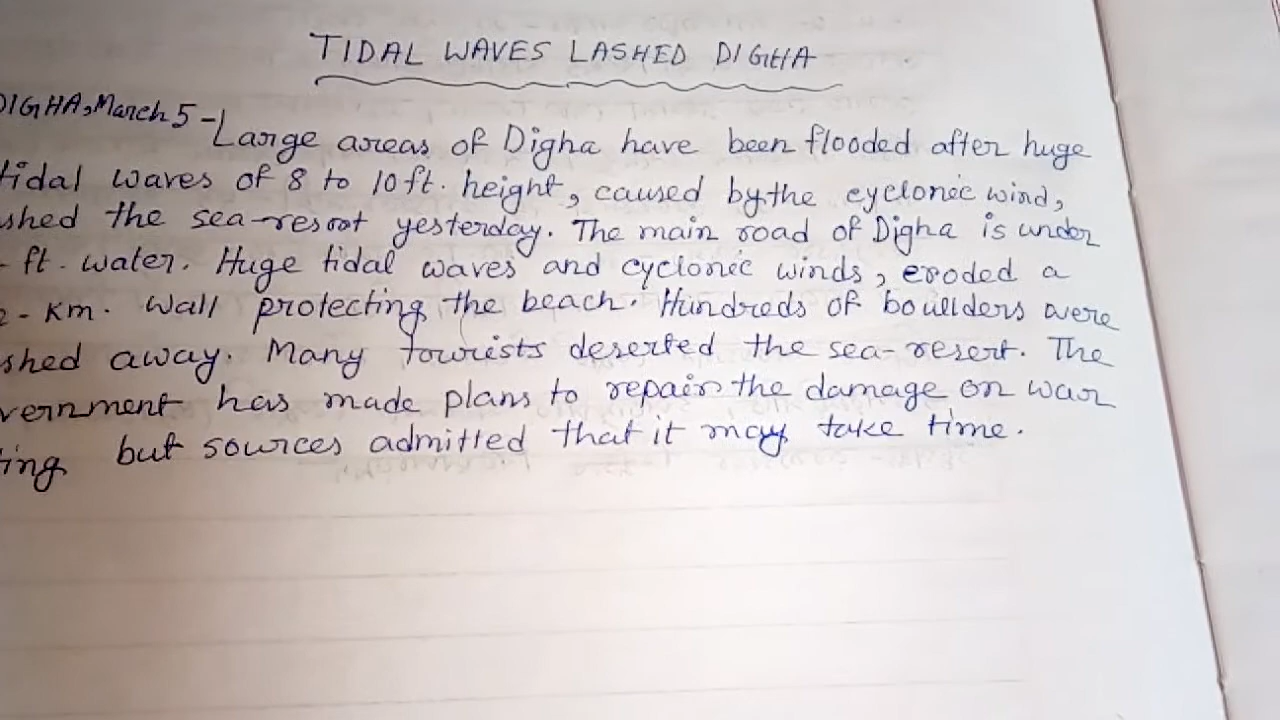 TIDAL WAVES LASHED DIGHA
DIGHA, March 5 - Large areas of Digha have been flooded after huge
tidal waves of 8 to 10 ft. height, caused by the cyclonic wind,
shed the sea-resort yesterday. The main road of Digha is under
- ft. water. Huge tidal waves and cyclonic winds, eroded a
2 - Km. wall protecting the beach. Hundreds of boullders were
shed away. Many tourists deserted the sea-resert. The
vernment has made plans to repair the damage on war
ting but sources admitted that it may take time.